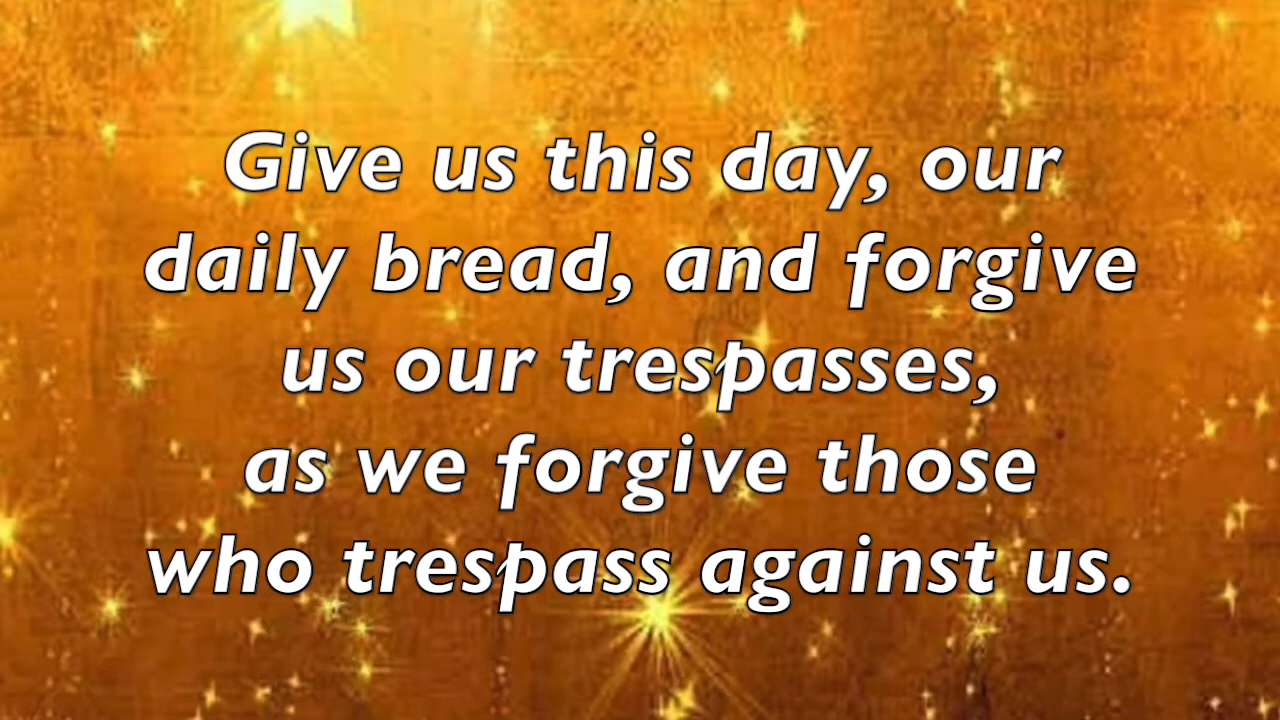 Give us this day, our
daily bread, and forgive
us our trespasses,
as we forgive those
who trespass against us.